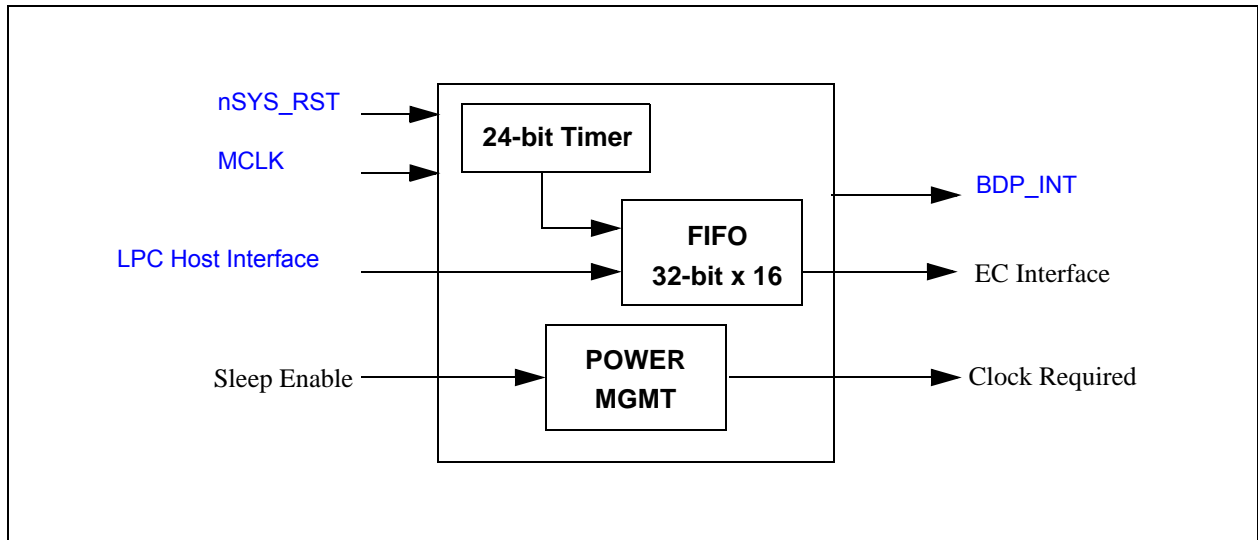 nSYS_RST
24-bit Timer
MCLK
BDP_INT
FIFO
32-bit x 16
LPC Host Interface
EC Interface
POWER
MGMT
Sleep Enable
Clock Required